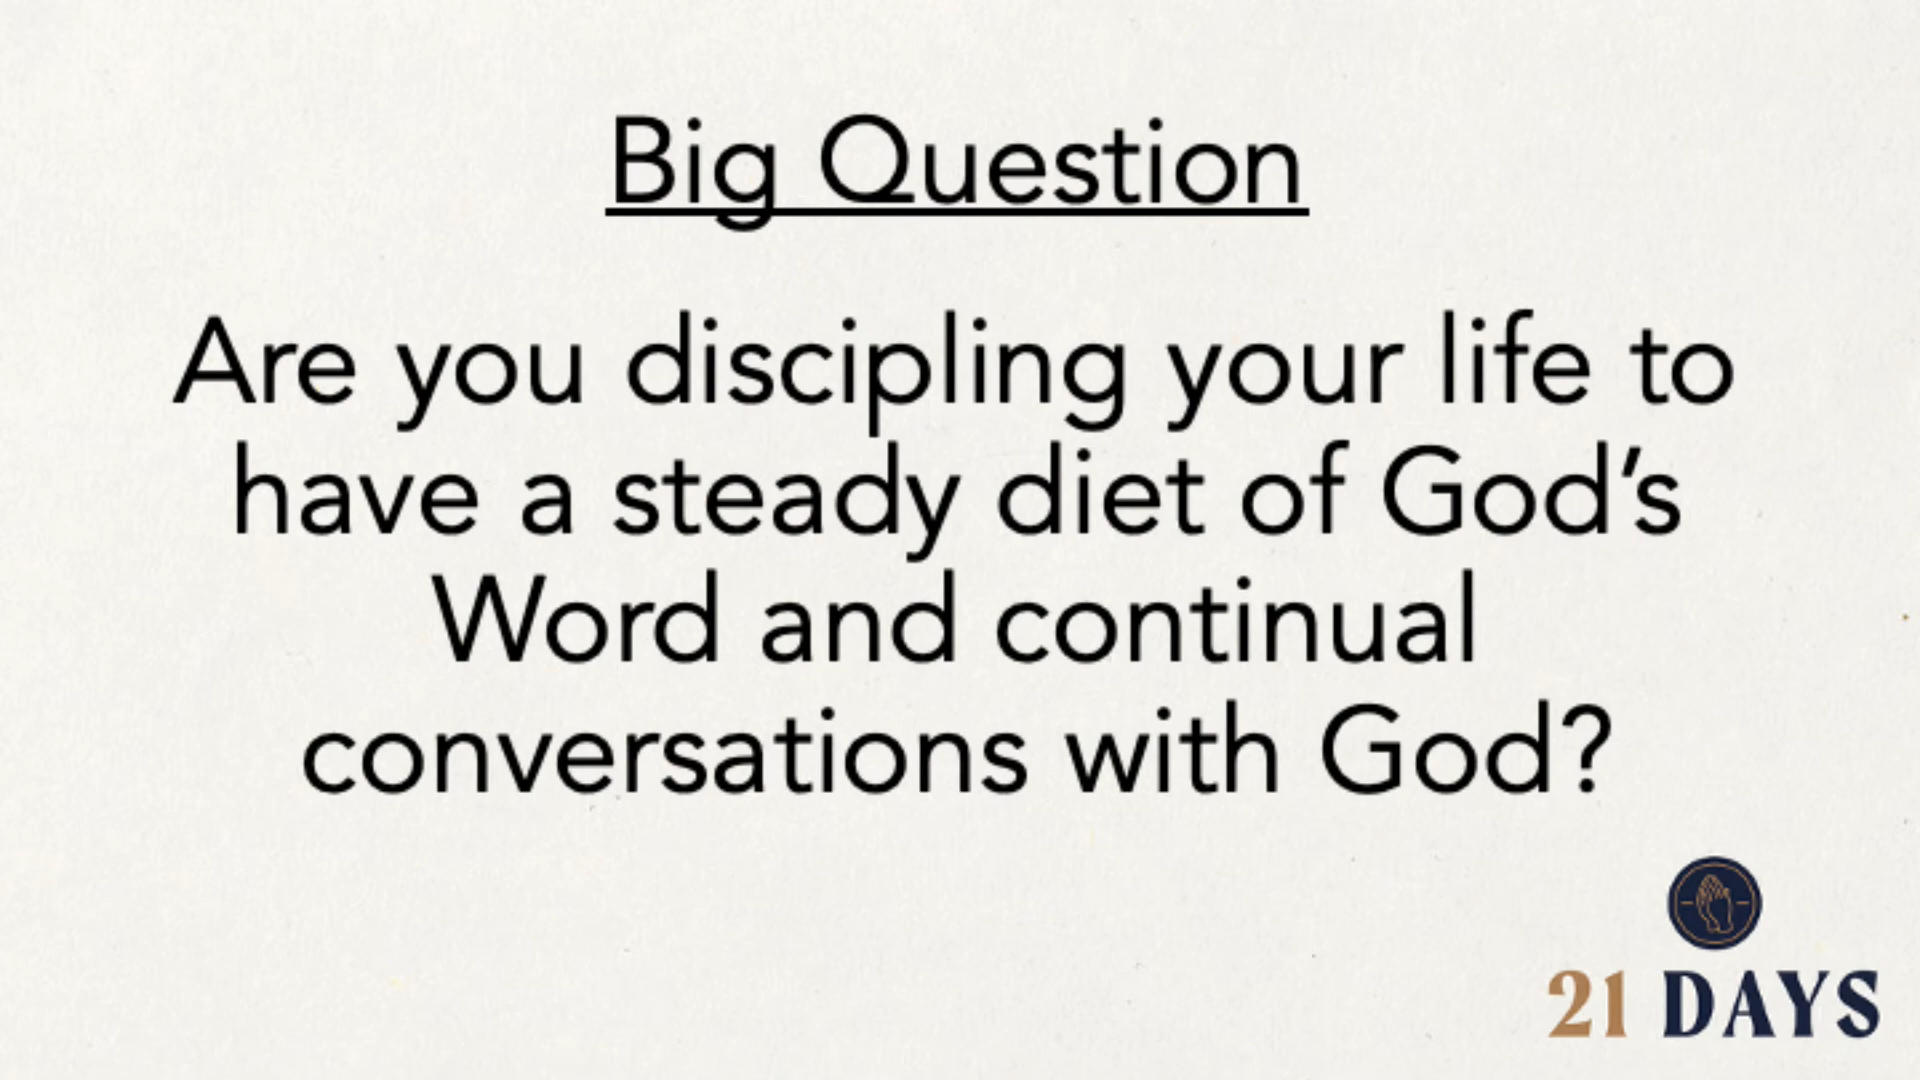 Big Question
Are you discipling your life to
have a steady diet of God’s
Word and continual
conversations with God?
21 DAYS